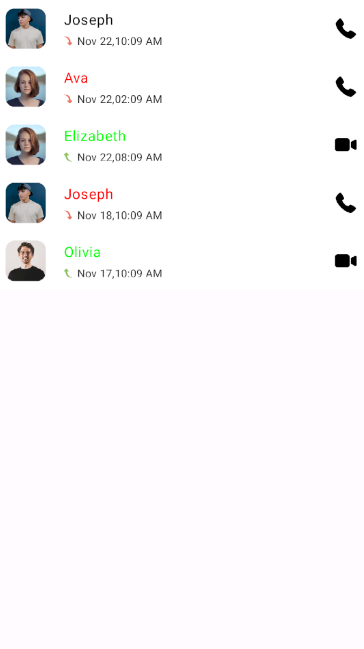 Joseph
Nov 22,10:09 AM
Ava
Nov 22,02:09 AM
Elizabeth
Nov 22,08:09 AM
Joseph
Nov 18,10:09 AM
Olivia
Nov 17,10:09 AM